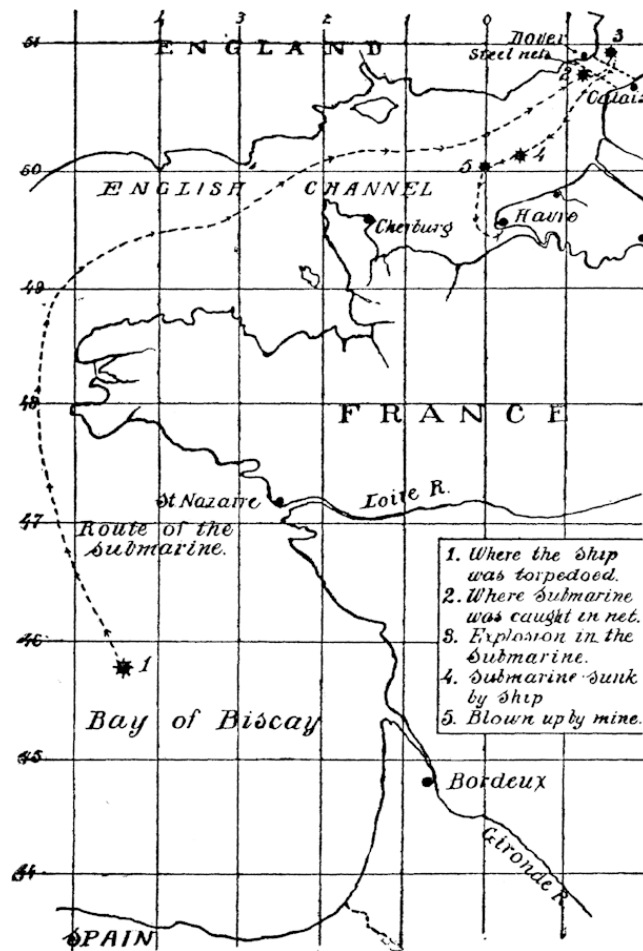 4 3 2 1 0 1
51
ENGLAND
Dover
Steel net
3
2
Calais
50
5
4
ENGLISH CHANNEL
Cherburg
Havre
49
48
FRANCE
St Nazaire
Loire R.
47
Route of the
submarine.
1. Where the ship
was torpedoed.
2. Where submarine
was caught in net.
3. Explosion in the
submarine.
4. Submarine sunk
by ship
5. Blown up by mine.
46
1
Bay of Biscay
45
Bordeux
44
Gironde R.
SPAIN